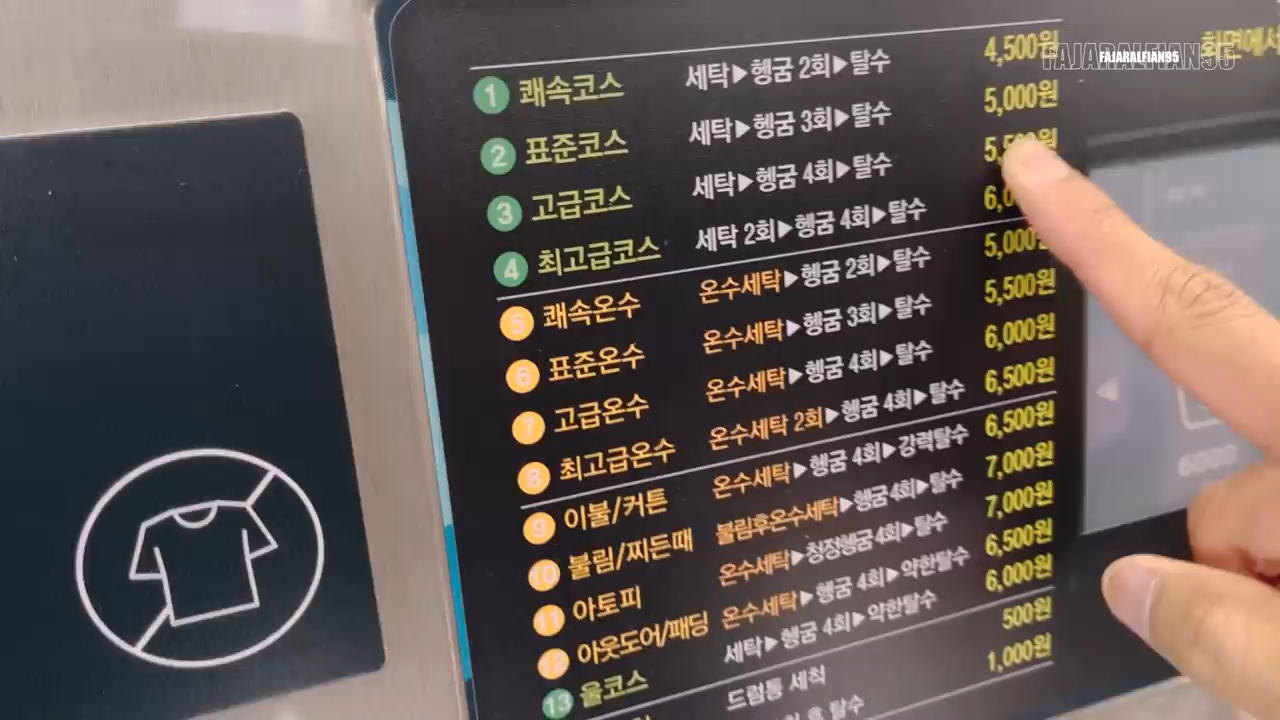 FAJARALFIAN95
FAJARALFIAN95
화면에서
1 쾌속코스 세탁▶헹굼 2회▶탈수 4,500원
2 표준코스 세탁▶헹굼 3회▶탈수 5,000원
3 고급코스 세탁▶헹굼 4회▶탈수
4 최고급코스 세탁 2회▶헹굼 4회▶탈수
5 쾌속온수 온수세탁▶헹굼 2회▶탈수 5,000원
6 표준온수 온수세탁▶헹굼 3회▶탈수 5,500원
7 고급온수 온수세탁▶헹굼 4회▶탈수 6,000원
8 최고급온수 온수세탁 2회▶헹굼 4회▶탈수 6,500원
9 이불/커튼 온수세탁▶헹굼 4회▶강력탈수 6,500원
10 불림/찌든때 불림후온수세탁▶헹굼4회▶탈수 7,000원
11 아토피 온수세탁▶청정헹굼4회▶탈수 7,000원
12 아웃도어/패딩 온수세탁▶헹굼 4회▶약한탈수 6,500원
13 울코스 세탁▶헹굼 4회▶약한탈수 6,000원
드럼통 세척 500원
탈수 1,000원